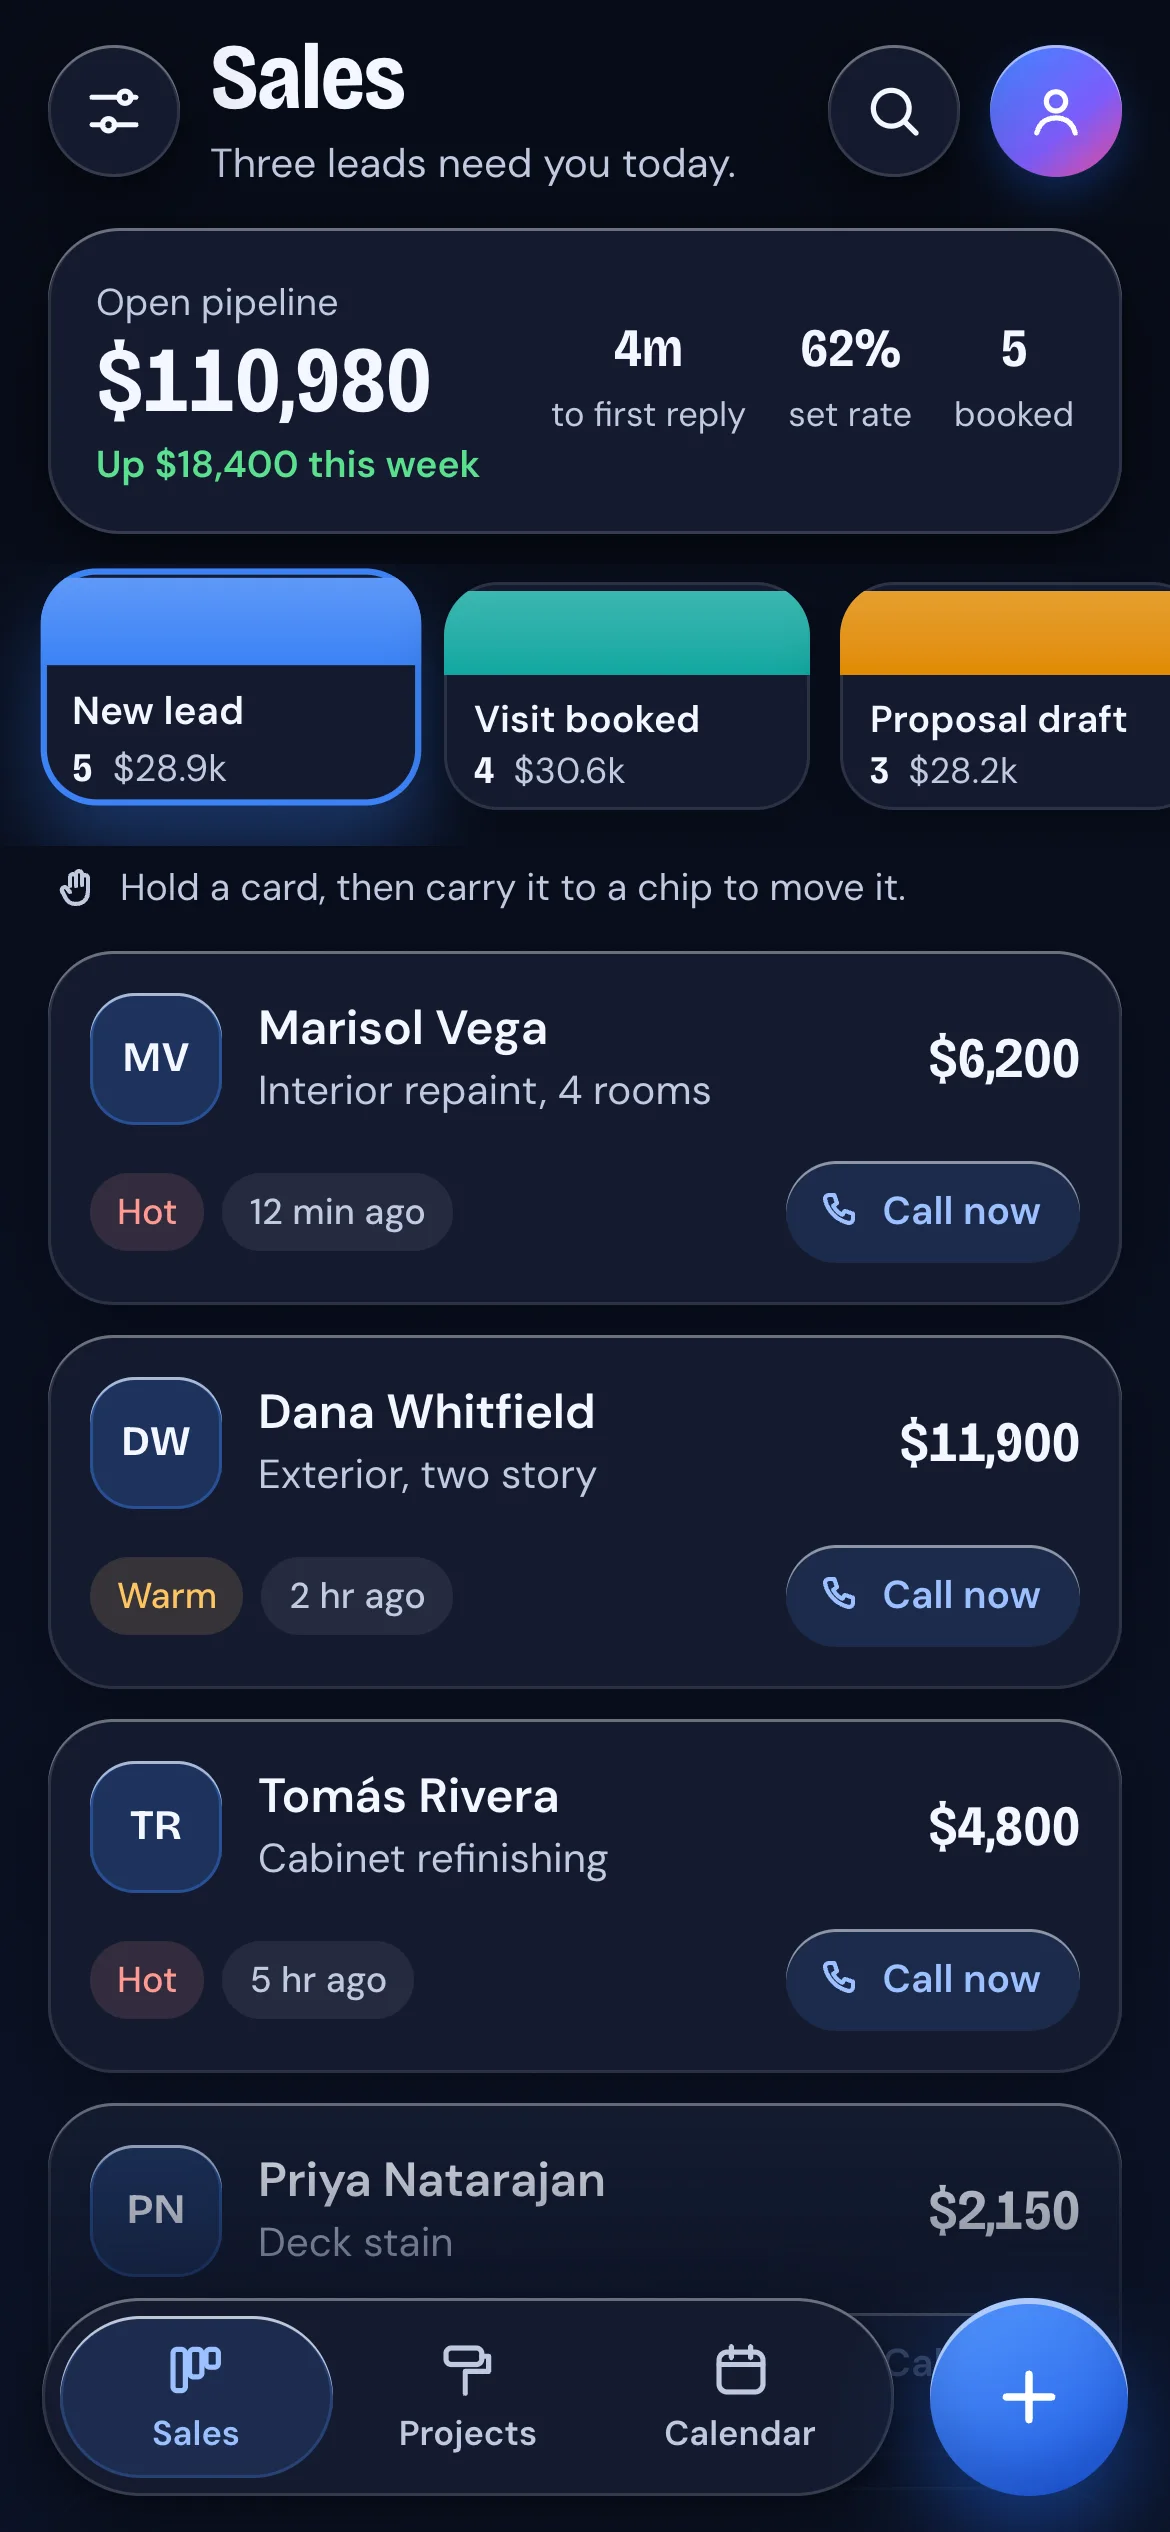 Sales
Three leads need you today.
Open pipeline
$110,980
Up $18,400 this week
4m
to first reply
62%
set rate
5
booked
New lead
5 $28.9k
Visit booked
4 $30.6k
Proposal draft
3 $28.2k
Hold a card, then carry it to a chip to move it.
MV
Marisol Vega
Interior repaint, 4 rooms
$6,200
Hot
12 min ago
Call now
DW
Dana Whitfield
Exterior, two story
$11,900
Warm
2 hr ago
Call now
TR
Tomás Rivera
Cabinet refinishing
$4,800
Hot
5 hr ago
Call now
PN
Priya Natarajan
Deck stain
$2,150
Sales
Projects
Calendar